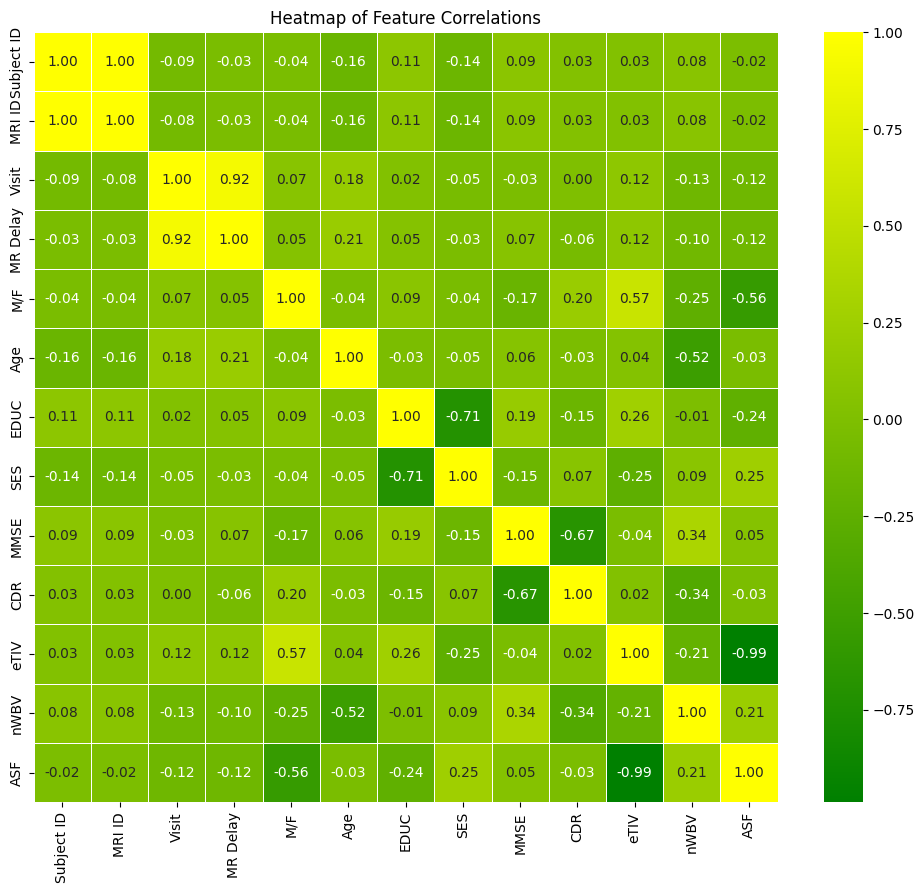 Heatmap of Feature Correlations
Subject ID 1.00 1.00 -0.09 -0.03 -0.04 -0.16 0.11 -0.14 0.09 0.03 0.03 0.08 -0.02
MRI ID 1.00 1.00 -0.08 -0.03 -0.04 -0.16 0.11 -0.14 0.09 0.03 0.03 0.08 -0.02
Visit -0.09 -0.08 1.00 0.92 0.07 0.18 0.02 -0.05 -0.03 0.00 0.12 -0.13 -0.12
MR Delay -0.03 -0.03 0.92 1.00 0.05 0.21 0.05 -0.03 0.07 -0.06 0.12 -0.10 -0.12
M/F -0.04 -0.04 0.07 0.05 1.00 -0.04 0.09 -0.04 -0.17 0.20 0.57 -0.25 -0.56
Age -0.16 -0.16 0.18 0.21 -0.04 1.00 -0.03 -0.05 0.06 -0.03 0.04 -0.52 -0.03
EDUC 0.11 0.11 0.02 0.05 0.09 -0.03 1.00 -0.71 0.19 -0.15 0.26 -0.01 -0.24
SES -0.14 -0.14 -0.05 -0.03 -0.04 -0.05 -0.71 1.00 -0.15 0.07 -0.25 0.09 0.25
MMSE 0.09 0.09 -0.03 0.07 -0.17 0.06 0.19 -0.15 1.00 -0.67 -0.04 0.34 0.05
CDR 0.03 0.03 0.00 -0.06 0.20 -0.03 -0.15 0.07 -0.67 1.00 0.02 -0.34 -0.03
eTIV 0.03 0.03 0.12 0.12 0.57 0.04 0.26 -0.25 -0.04 0.02 1.00 -0.21 -0.99
nWBV 0.08 0.08 -0.13 -0.10 -0.25 -0.52 -0.01 0.09 0.34 -0.34 -0.21 1.00 0.21
ASF -0.02 -0.02 -0.12 -0.12 -0.56 -0.03 -0.24 0.25 0.05 -0.03 -0.99 0.21 1.00
Subject ID MRI ID Visit MR Delay M/F Age EDUC SES MMSE CDR eTIV nWBV ASF
1.00
0.75
0.50
0.25
0.00
−0.25
−0.50
−0.75